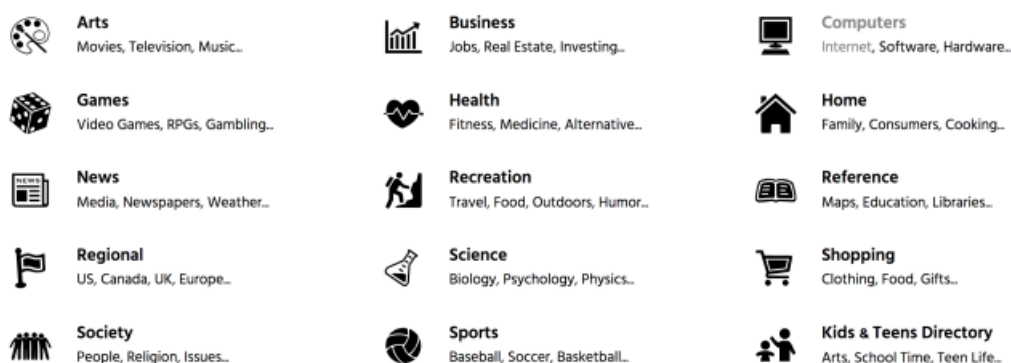 Arts
Movies, Television, Music...
Business
Jobs, Real Estate, Investing...
Computers
Internet, Software, Hardware...
Games
Video Games, RPGs, Gambling...
Health
Fitness, Medicine, Alternative...
Home
Family, Consumers, Cooking...
NEWS
News
Media, Newspapers, Weather...
Recreation
Travel, Food, Outdoors, Humor...
Reference
Maps, Education, Libraries...
Regional
US, Canada, UK, Europe...
Science
Biology, Psychology, Physics...
Shopping
Clothing, Food, Gifts...
Society
People, Religion, Issues...
Sports
Baseball, Soccer, Basketball...
Kids & Teens Directory
Arts, School Time, Teen Life...